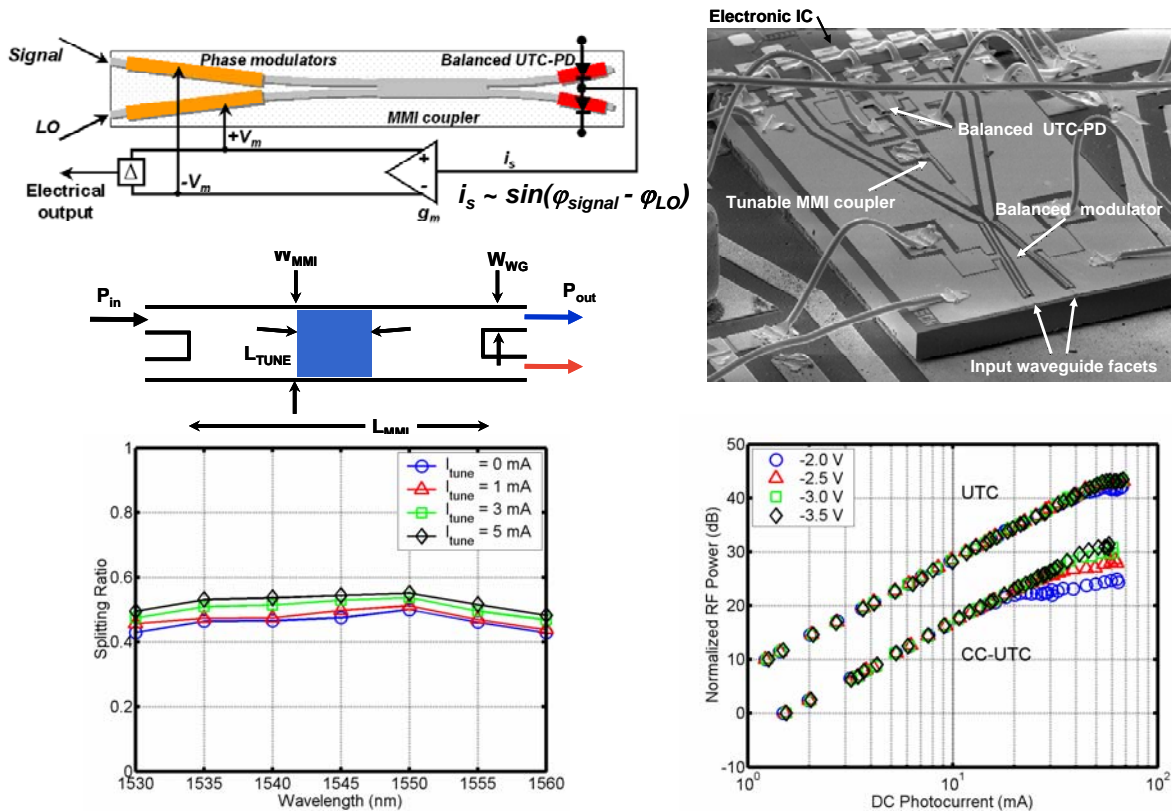 Signal
Phase modulators
Balanced UTC-PD
LO
MMI coupler
+Vm
is
+
Δ
-Vm
-
Electrical
output
gm
is ~ sin(φsignal - φLO)
Electronic IC
Balanced UTC-PD
Tunable MMI coupler
Balanced modulator
Input waveguide facets
WMMI
WWG
Pin
Pout
LTUNE
LMMI
1
0.8
0.6
0.4
0.2
0
Splitting Ratio
Itune = 0 mA
Itune = 1 mA
Itune = 3 mA
Itune = 5 mA
1530 1535 1540 1545 1550 1555 1560
Wavelength (nm)
50
40
30
20
10
0
-10
Normalized RF Power (dB)
-2.0 V
-2.5 V
-3.0 V
-3.5 V
UTC
CC-UTC
10^0 10^1 10^2
DC Photocurrent (mA)